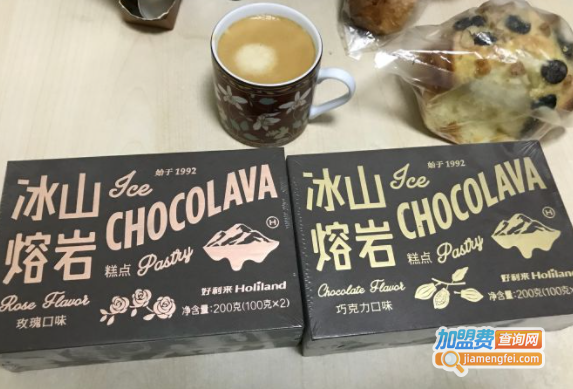 始于1992
冰山 Ice
CHOCOLAVA
熔岩 糕点 Pastry
H
好利来 Holiland
Rose Flavor
玫瑰口味
净含量：200克(100克×2)
始于1992
冰山 Ice
CHOCOLAVA
熔岩 糕点 Pastry
H
好利来 Holiland
Chocolate Flavor
巧克力口味
净含量：200克(100克×2)
加盟费查询网
jiamengfei.com